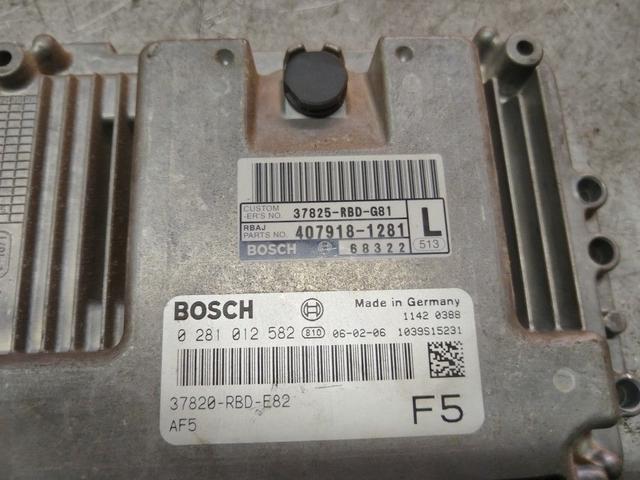 CUSTOM
-ER'S NO. 37825-RBD-G81
RBAJ
PARTS NO. 407918-1281
BOSCH 68322
L
513
BOSCH
Made in Germany
1142 0388
0 281 012 582 810 06-02-06 1039S15231
37820-RBD-E82
AF5
F5